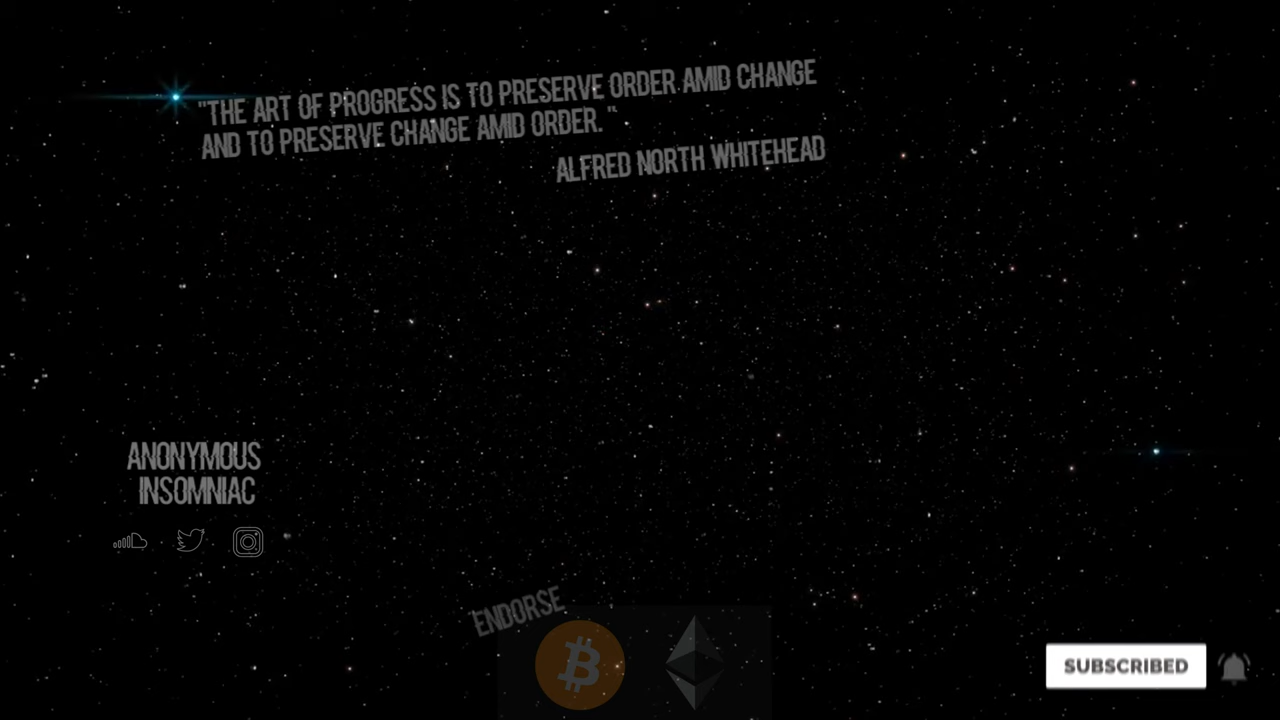 "THE ART OF PROGRESS IS TO PRESERVE ORDER AMID CHANGE
AND TO PRESERVE CHANGE AMID ORDER."
ALFRED NORTH WHITEHEAD
ANONYMOUS
INSOMNIAC
ENDORSE
SUBSCRIBED